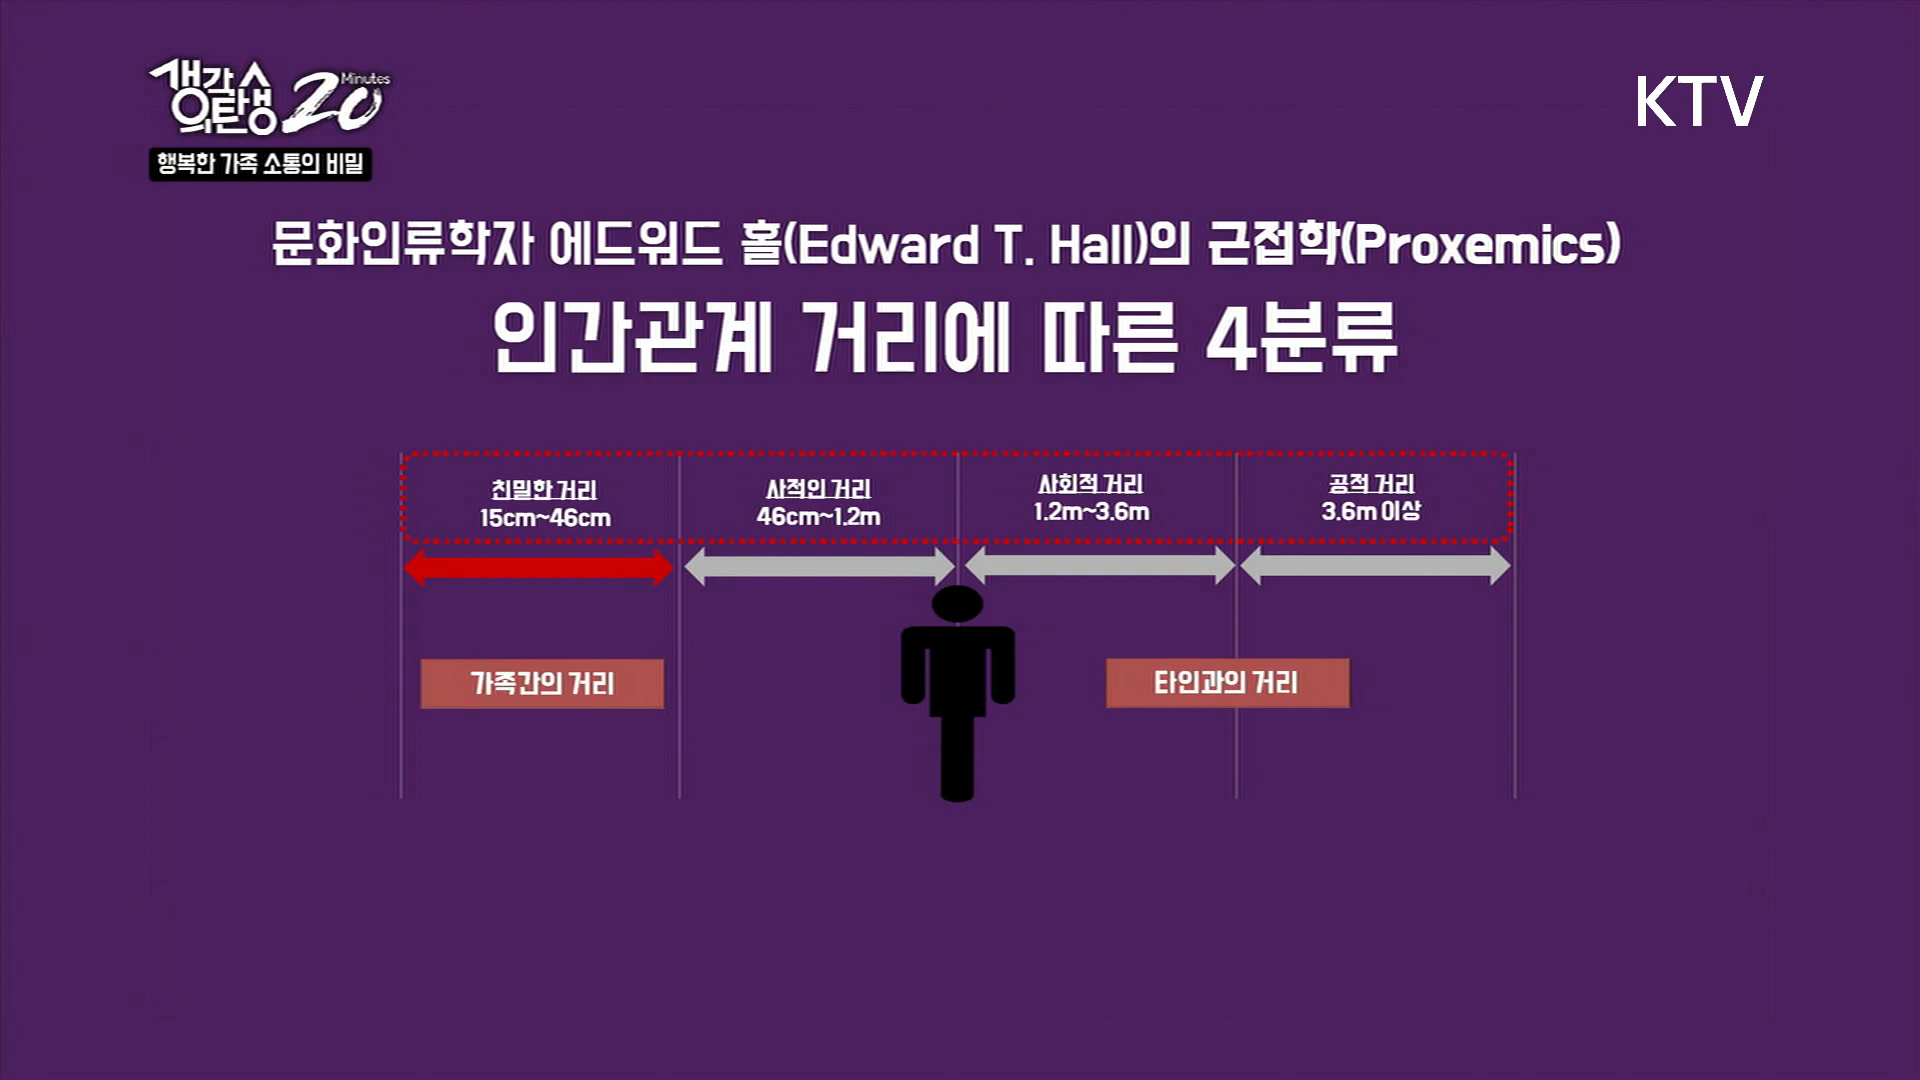 생각의 탄생
20 Minutes
KTV
행복한 가족 소통의 비밀
문화인류학자 에드워드 홀(Edward T. Hall)의 근접학(Proxemics)
인간관계 거리에 따른 4분류
친밀한 거리
15cm~46cm
사적인 거리
46cm~1.2m
사회적 거리
1.2m~3.6m
공적 거리
3.6m 이상
가족간의 거리
타인과의 거리